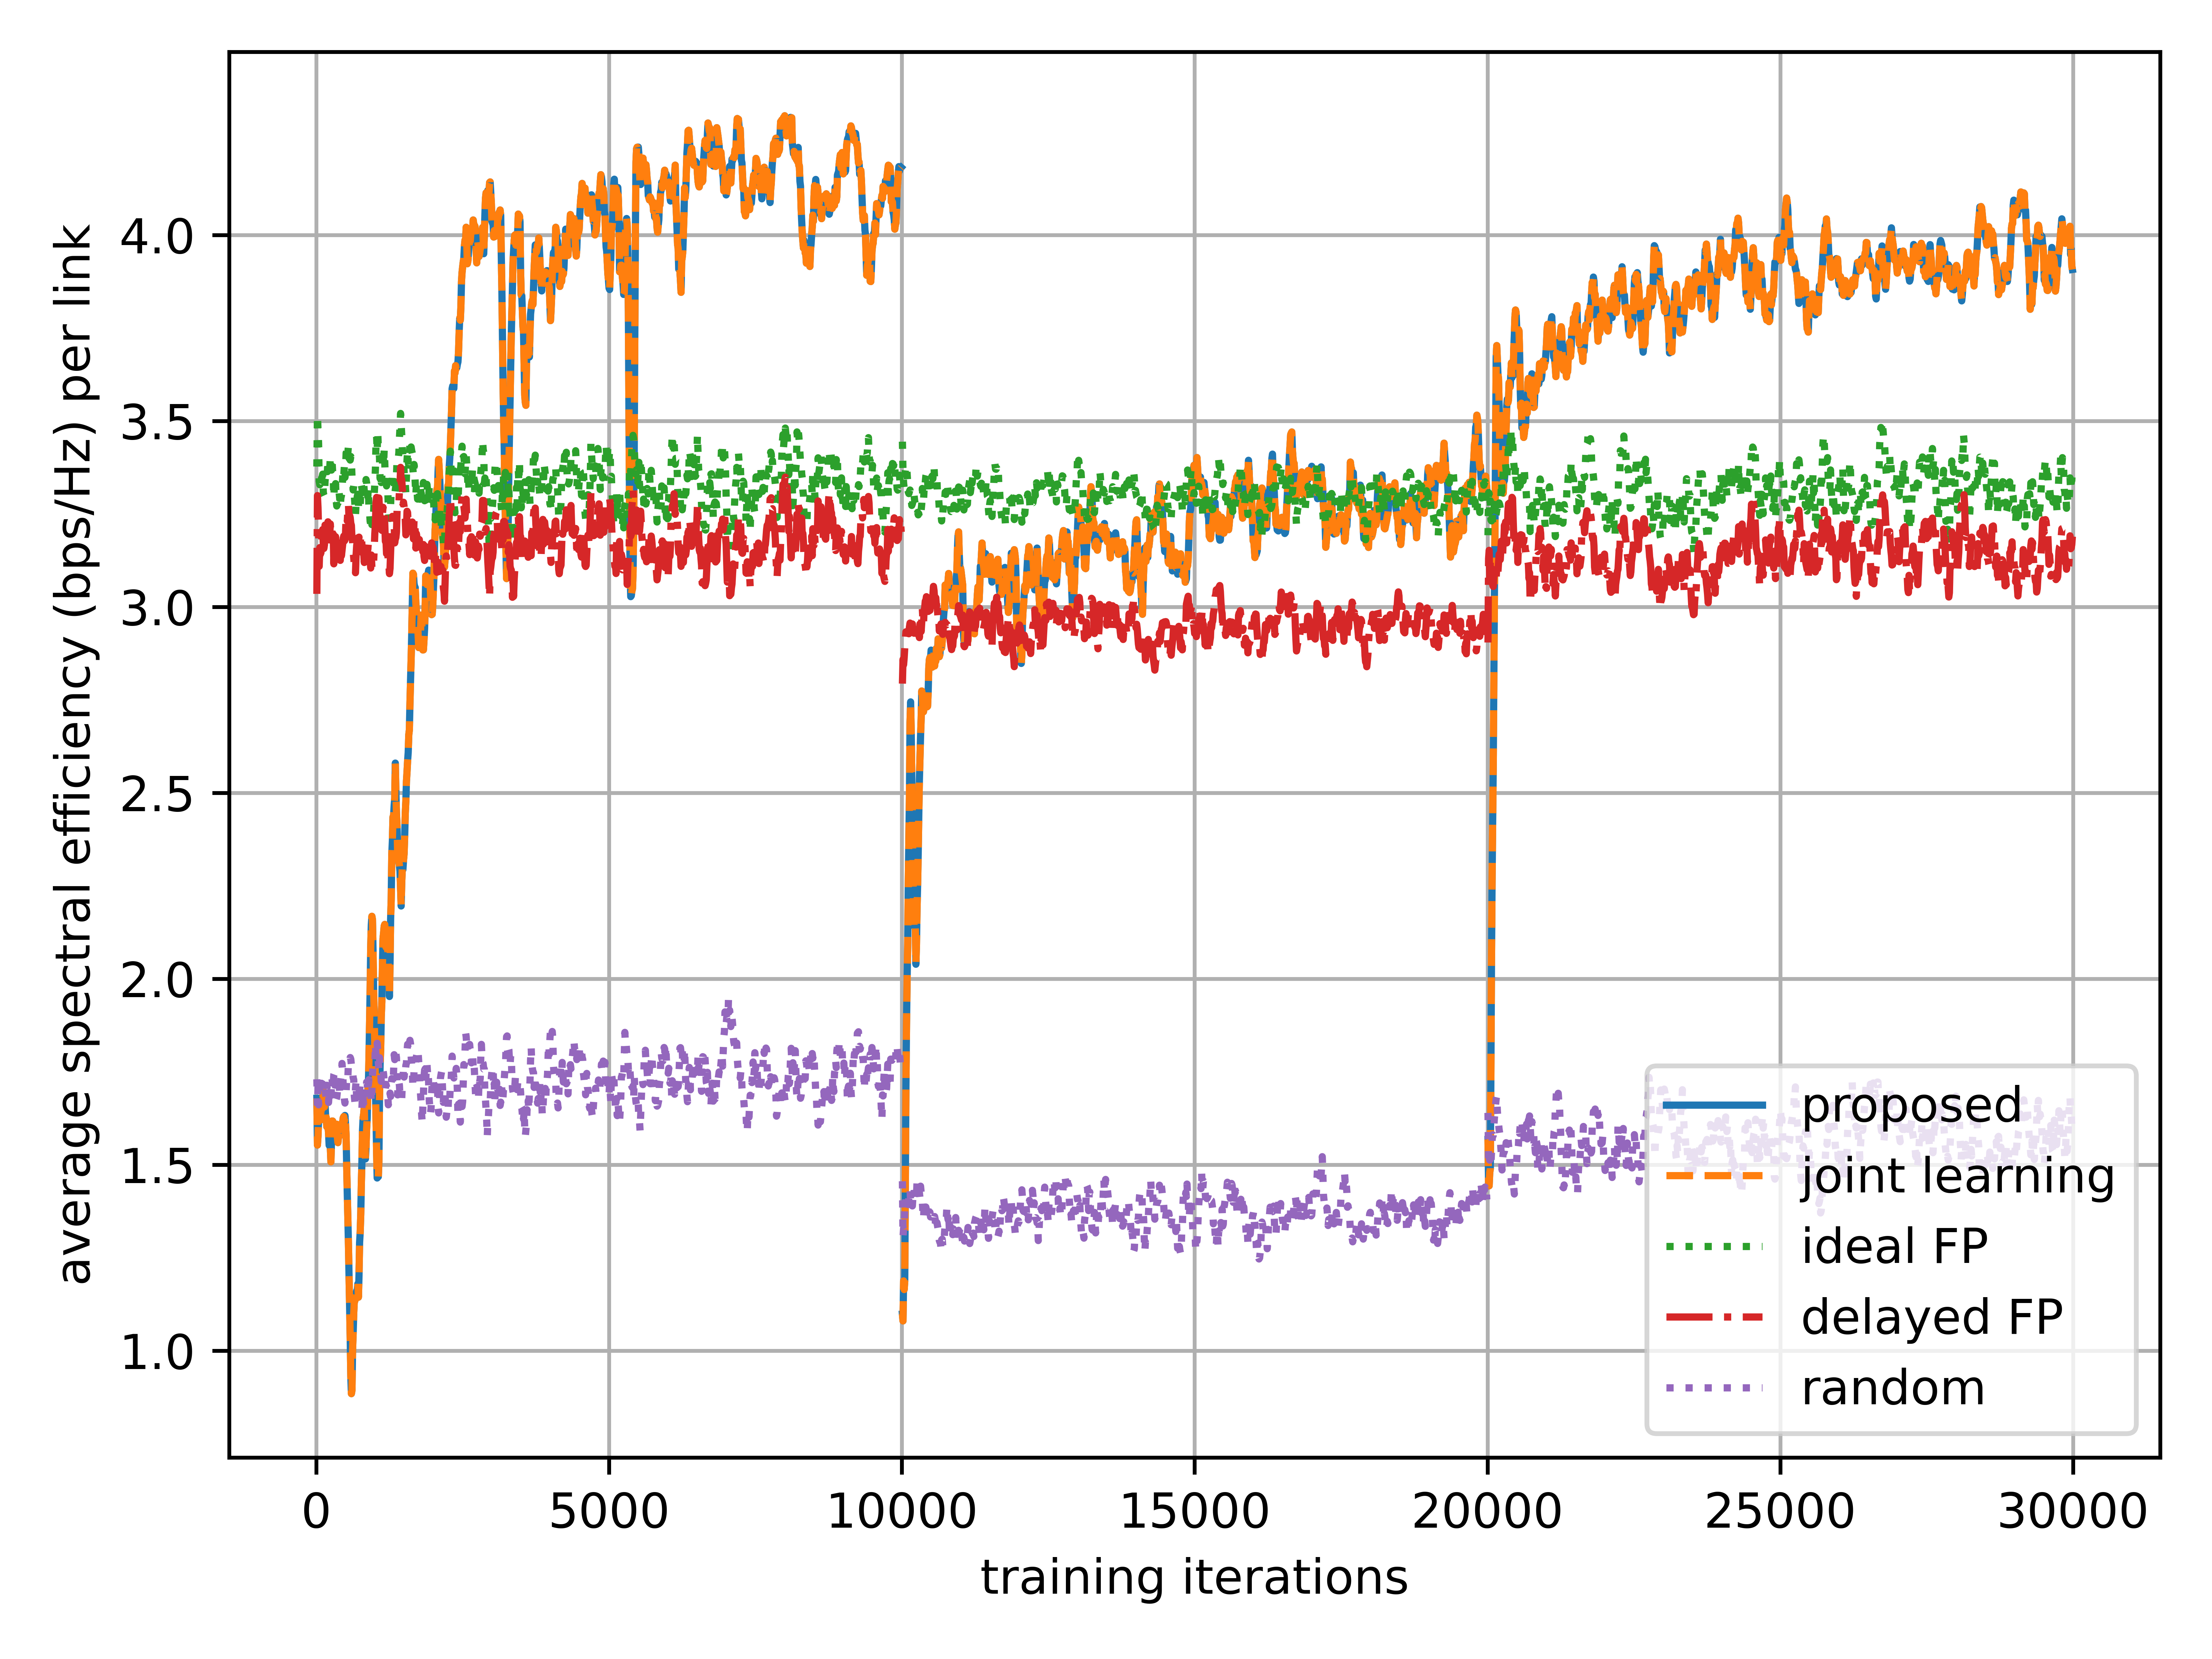 average spectral efficiency (bps/Hz) per link
4.0
3.5
3.0
2.5
2.0
1.5
1.0
proposed
joint learning
ideal FP
delayed FP
random
0 5000 10000 15000 20000 25000 30000
training iterations